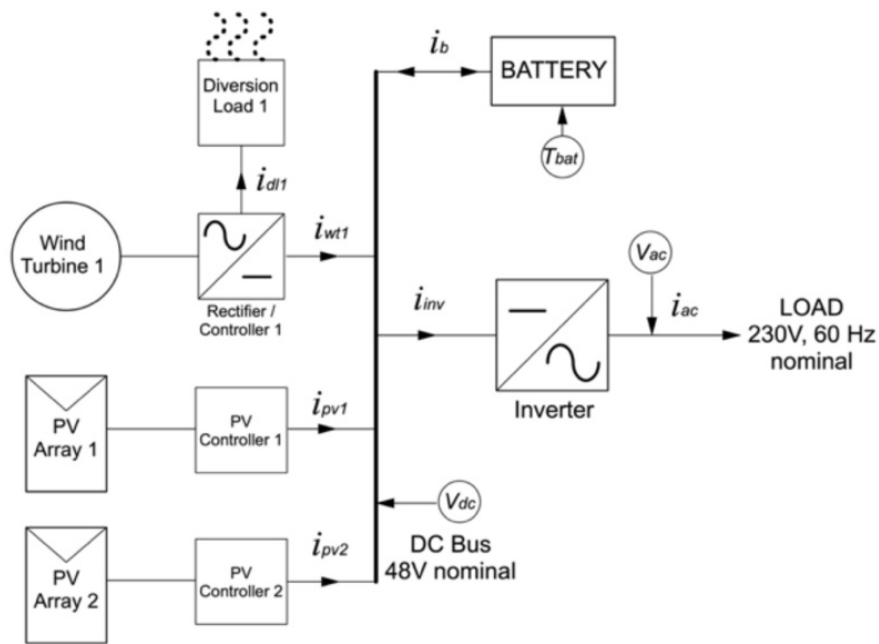 Diversion
Load 1
i_dl1
Wind
Turbine 1
Rectifier /
Controller 1
i_wt1
PV
Array 1
PV
Controller 1
i_pv1
PV
Array 2
PV
Controller 2
i_pv2
i_b
BATTERY
T_bat
i_inv
Inverter
V_ac
i_ac
LOAD
230V, 60 Hz
nominal
V_dc
DC Bus
48V nominal